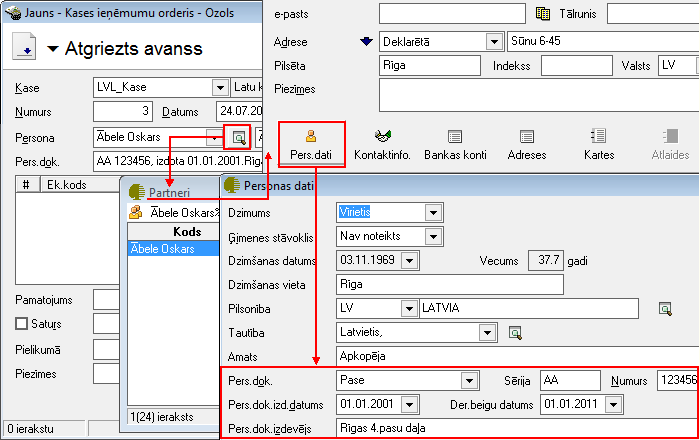 Jauns - Kases ieņēmumu orderis - Ozols
Atgriezts avanss
Kase LVL_Kase Latu k
Numurs 3 Datums 24.07.20
Persona Ābele Oskars
Pers.dok. AA 123456, izdota 01.01.2001.Rīga
# Ek.kods
Pamatojums
Saturs
Pielikumā
Piezīmes
0 ierakstu
e-pasts Tālrunis
Adrese Deklarētā Sūnu 6-45
Pilsēta Rīga Indekss Valsts LV
Piezīmes
Pers.dati Kontaktinfo. Bankas konti Adreses Kartes Atlaides
Partneri
Ābele Oskars%
Kods
Ābele Oskars
1(24) ieraksts
Personas dati
Dzimums Vīrietis
Ģimenes stāvoklis Nav noteikts
Dzimšanas datums 03.11.1969 Vecums 37.7 gadi
Dzimšanas vieta Rīga
Pilsonība LV LATVIA
Tautība Latvietis,
Amats Apkopēja
Pers.dok. Pase Sērija AA Numurs 123456
Pers.dok.izd.datums 01.01.2001 Der.beigu datums 01.01.2011
Pers.dok.izdevējs Rīgas 4.pasu daļa